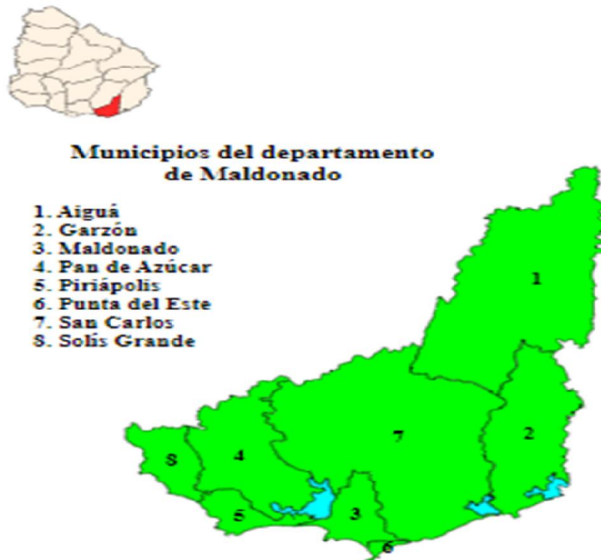 Municipios del departamento
de Maldonado
1. Aiguá
2. Garzón
3. Maldonado
4. Pan de Azúcar
5. Piriápolis
6. Punta del Este
7. San Carlos
8. Solís Grande
1
2
7
4
8
5
3
6